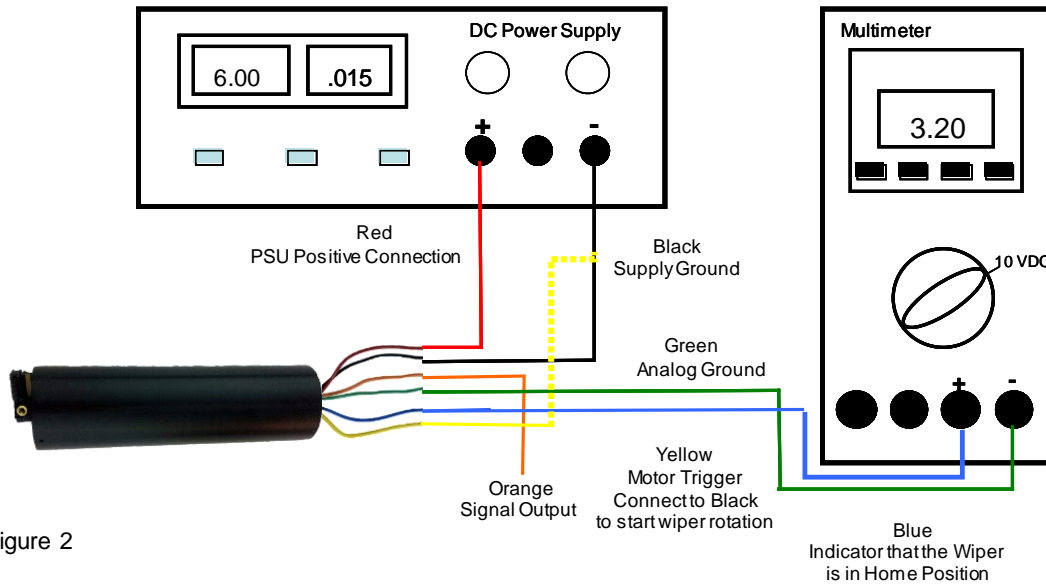 DC Power Supply
Multimeter
6.00
.015
3.20
+
-
10 VDC
Red
PSU Positive Connection
Black
Supply Ground
Green
Analog Ground
+
-
Yellow
Motor Trigger
Connect to Black
to start wiper rotation
Orange
Signal Output
Blue
Indicator that the Wiper
is in Home Position
igure 2